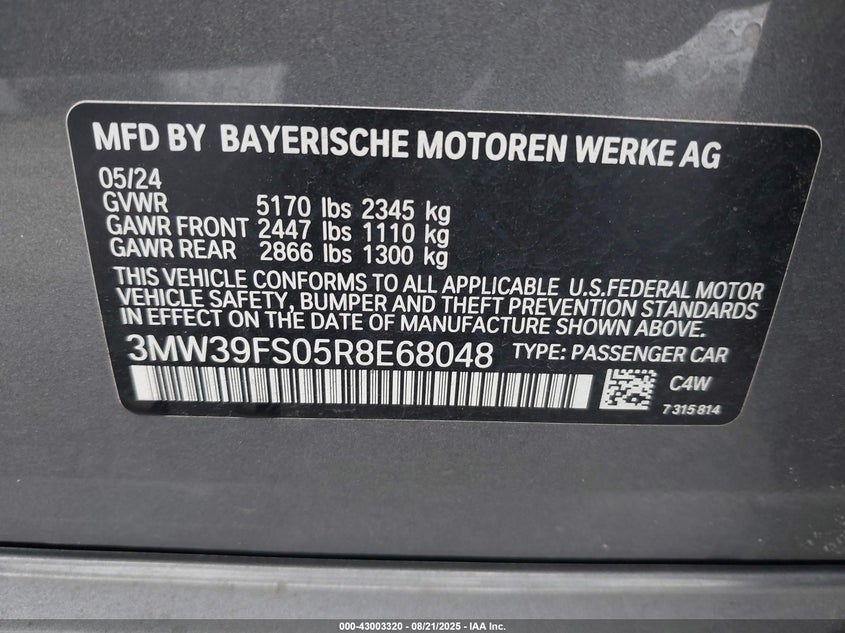 MFD BY BAYERISCHE MOTOREN WERKE AG
05/24
GVWR 5170 lbs 2345 kg
GAWR FRONT 2447 lbs 1110 kg
GAWR REAR 2866 lbs 1300 kg
THIS VEHICLE CONFORMS TO ALL APPLICABLE U.S.FEDERAL MOTOR
VEHICLE SAFETY, BUMPER AND THEFT PREVENTION STANDARDS
IN EFFECT ON THE DATE OF MANUFACTURE SHOWN ABOVE.
3MW39FS05R8E68048 TYPE: PASSENGER CAR
C4W
7315814
000-43003320 - 08/21/2025 - IAA Inc.